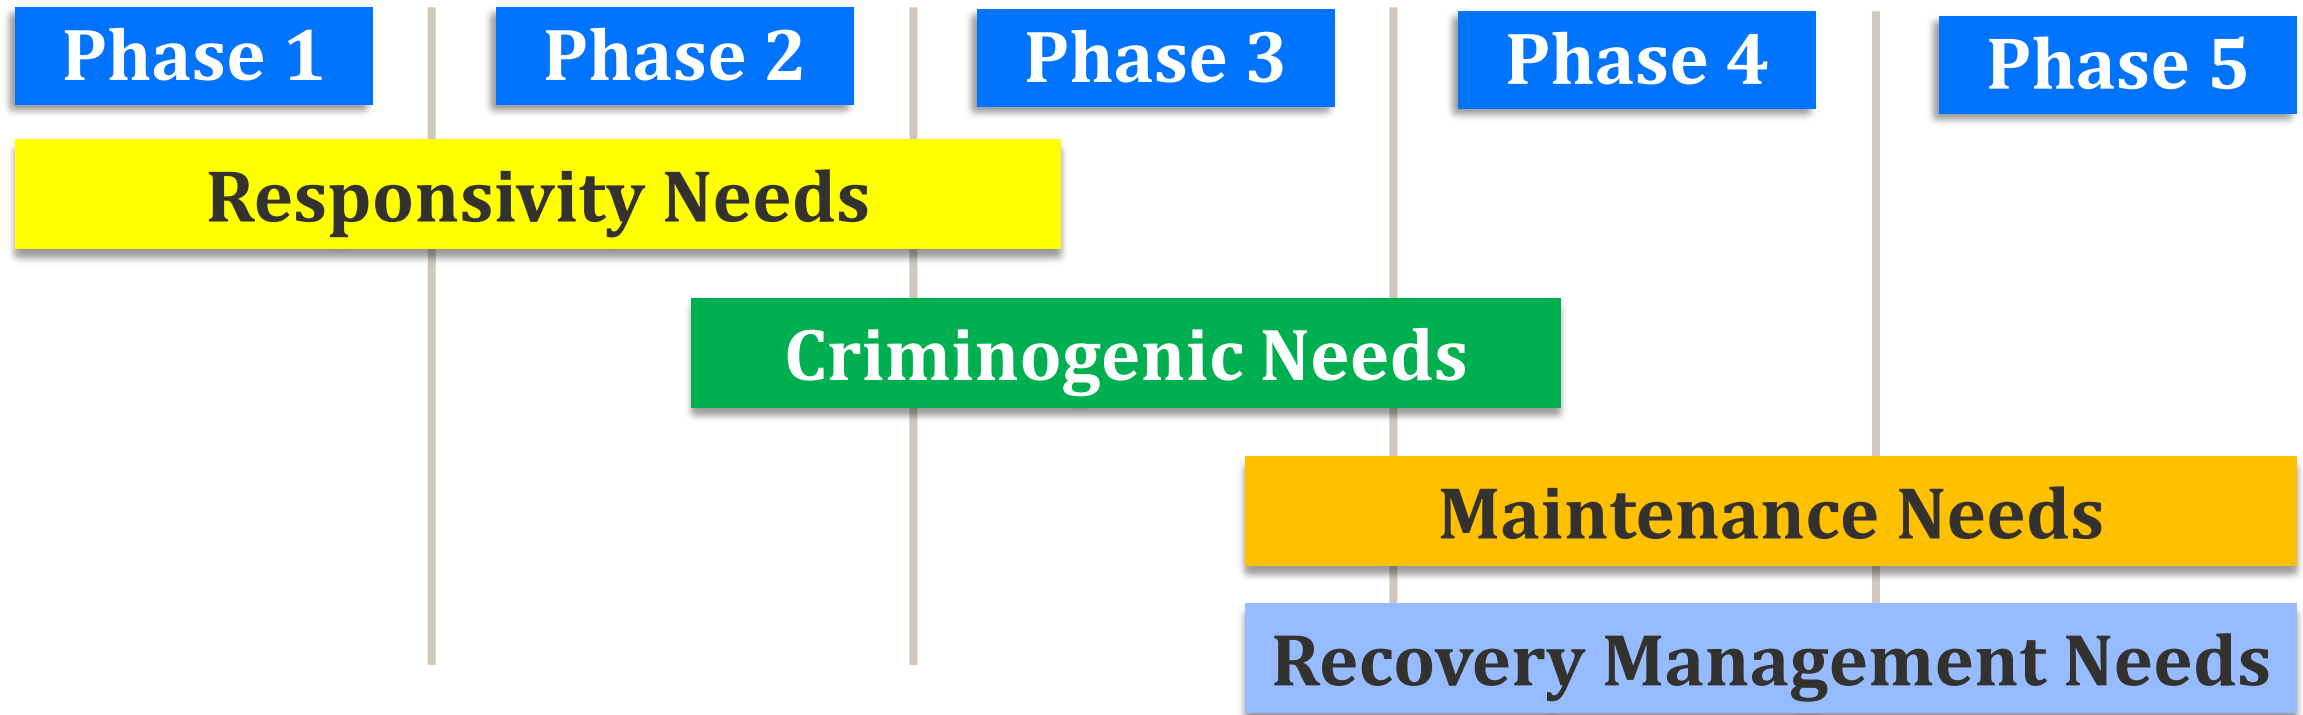 Phase 1
Phase 2
Phase 3
Phase 4
Phase 5
Responsivity Needs
Criminogenic Needs
Maintenance Needs
Recovery Management Needs